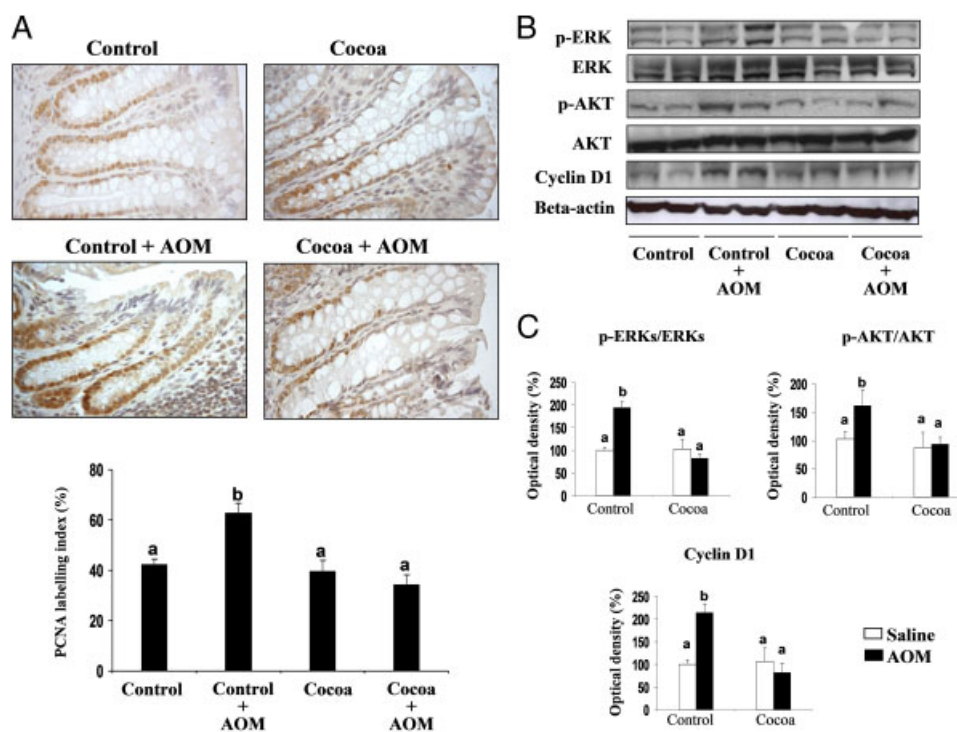 A
Control
Cocoa
Control + AOM
Cocoa + AOM
PCNA labelling index (%)
80
60
40
20
0
a
b
a
a
Control
Control
+
AOM
Cocoa
Cocoa
+
AOM
B
p-ERK
ERK
p-AKT
AKT
Cyclin D1
Beta-actin
Control
Control
+
AOM
Cocoa
Cocoa
+
AOM
C
p-ERKs/ERKs
Optical density (%)
250
200
150
100
50
0
a
b
a
a
Control
Cocoa
p-AKT/AKT
Optical density (%)
200
150
100
50
0
a
b
a
a
Control
Cocoa
Cyclin D1
Optical density (%)
250
200
150
100
50
0
a
b
a
a
Control
Cocoa
Saline
AOM